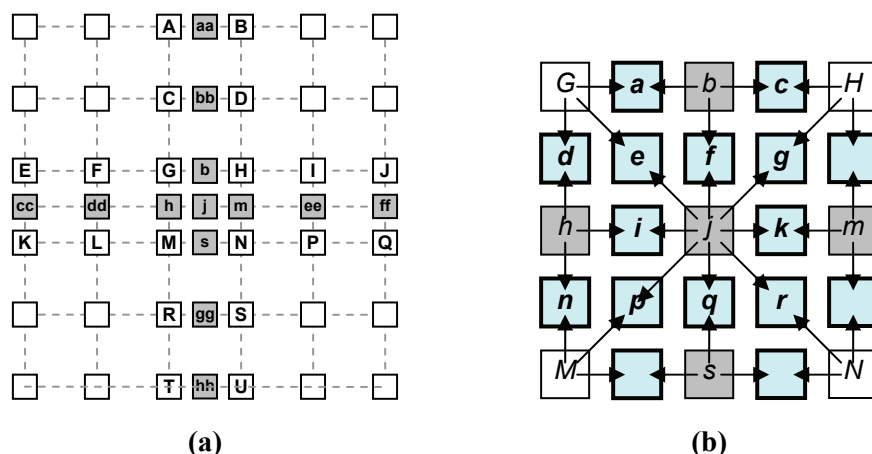 A aa B
C bb D
E F G b H I J
cc dd h j m ee ff
K L M s N P Q
R gg S
T hh U
(a)
G a b c H
d e f g
h i j k m
n p q r
M s N
(b)